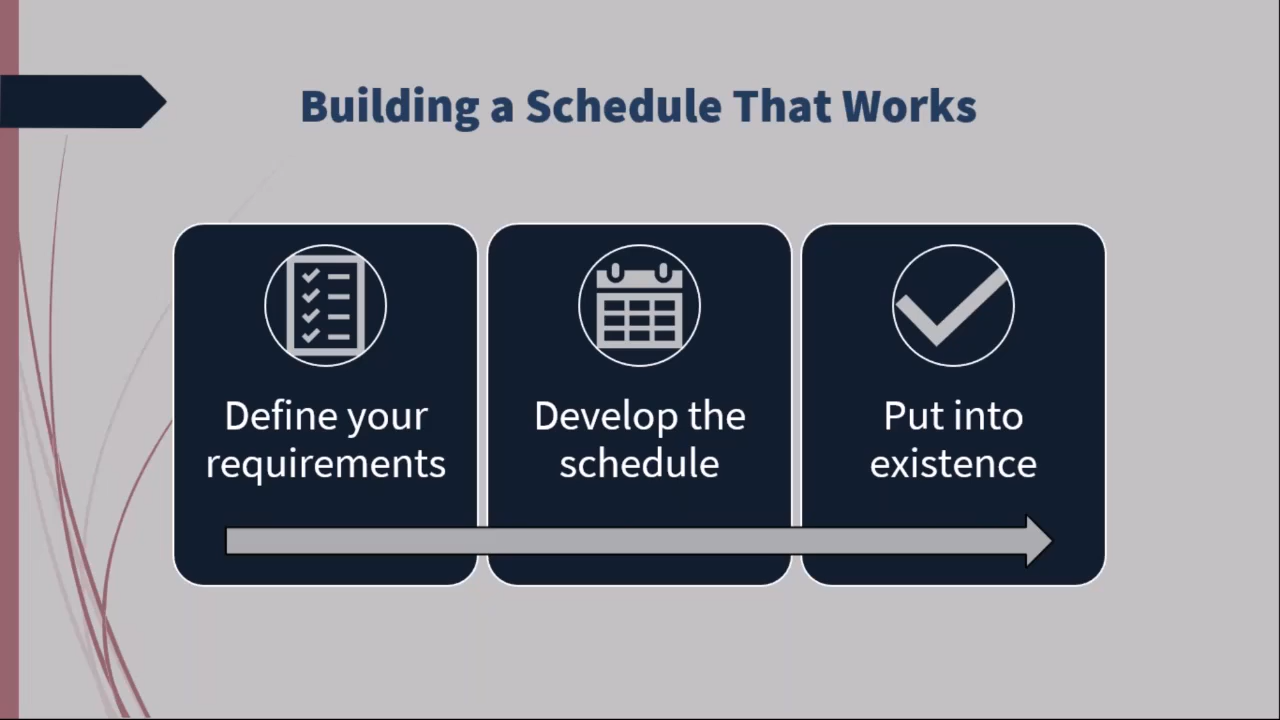 Building a Schedule That Works
Define your
requirements
Develop the
schedule
Put into
existence